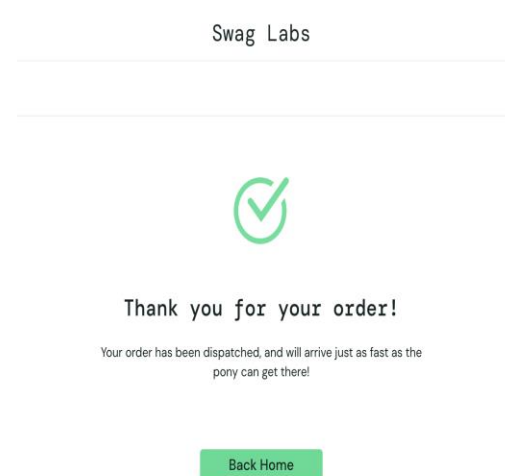 Swag Labs
Thank you for your order!
Your order has been dispatched, and will arrive just as fast as the
pony can get there!
Back Home